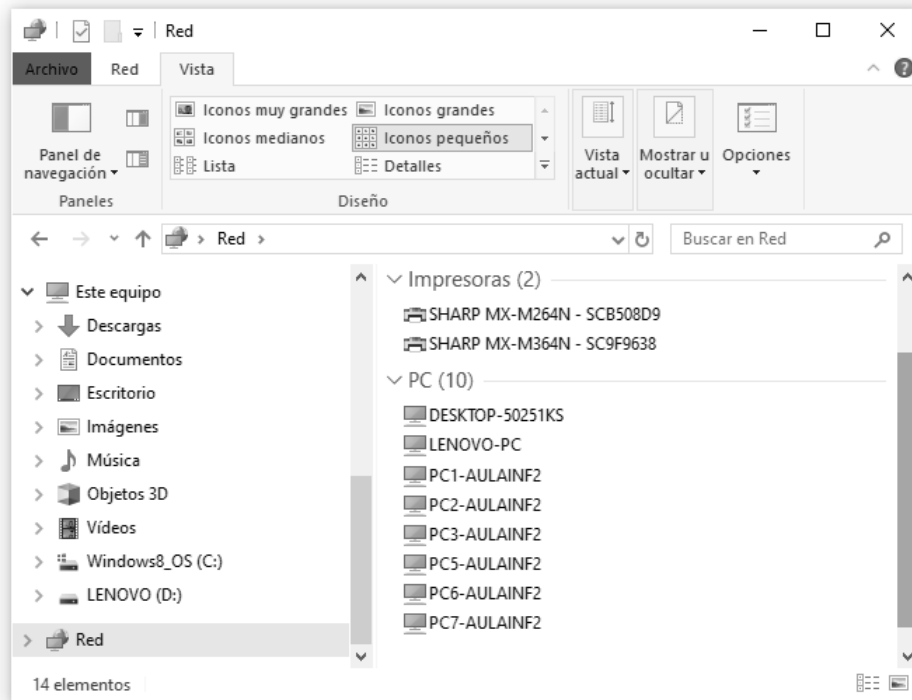 Red
Archivo Red Vista
Iconos muy grandes Iconos grandes
Iconos medianos Iconos pequeños
Lista Detalles
Panel de navegación
Vista actual
Mostrar u ocultar
Opciones
Paneles Diseño
Red
Buscar en Red
Este equipo
Descargas
Documentos
Escritorio
Imágenes
Música
Objetos 3D
Vídeos
Windows8_OS (C:)
LENOVO (D:)
Red
Impresoras (2)
SHARP MX-M264N - SCB508D9
SHARP MX-M364N - SC9F9638
PC (10)
DESKTOP-50251KS
LENOVO-PC
PC1-AULAINF2
PC2-AULAINF2
PC3-AULAINF2
PC5-AULAINF2
PC6-AULAINF2
PC7-AULAINF2
14 elementos